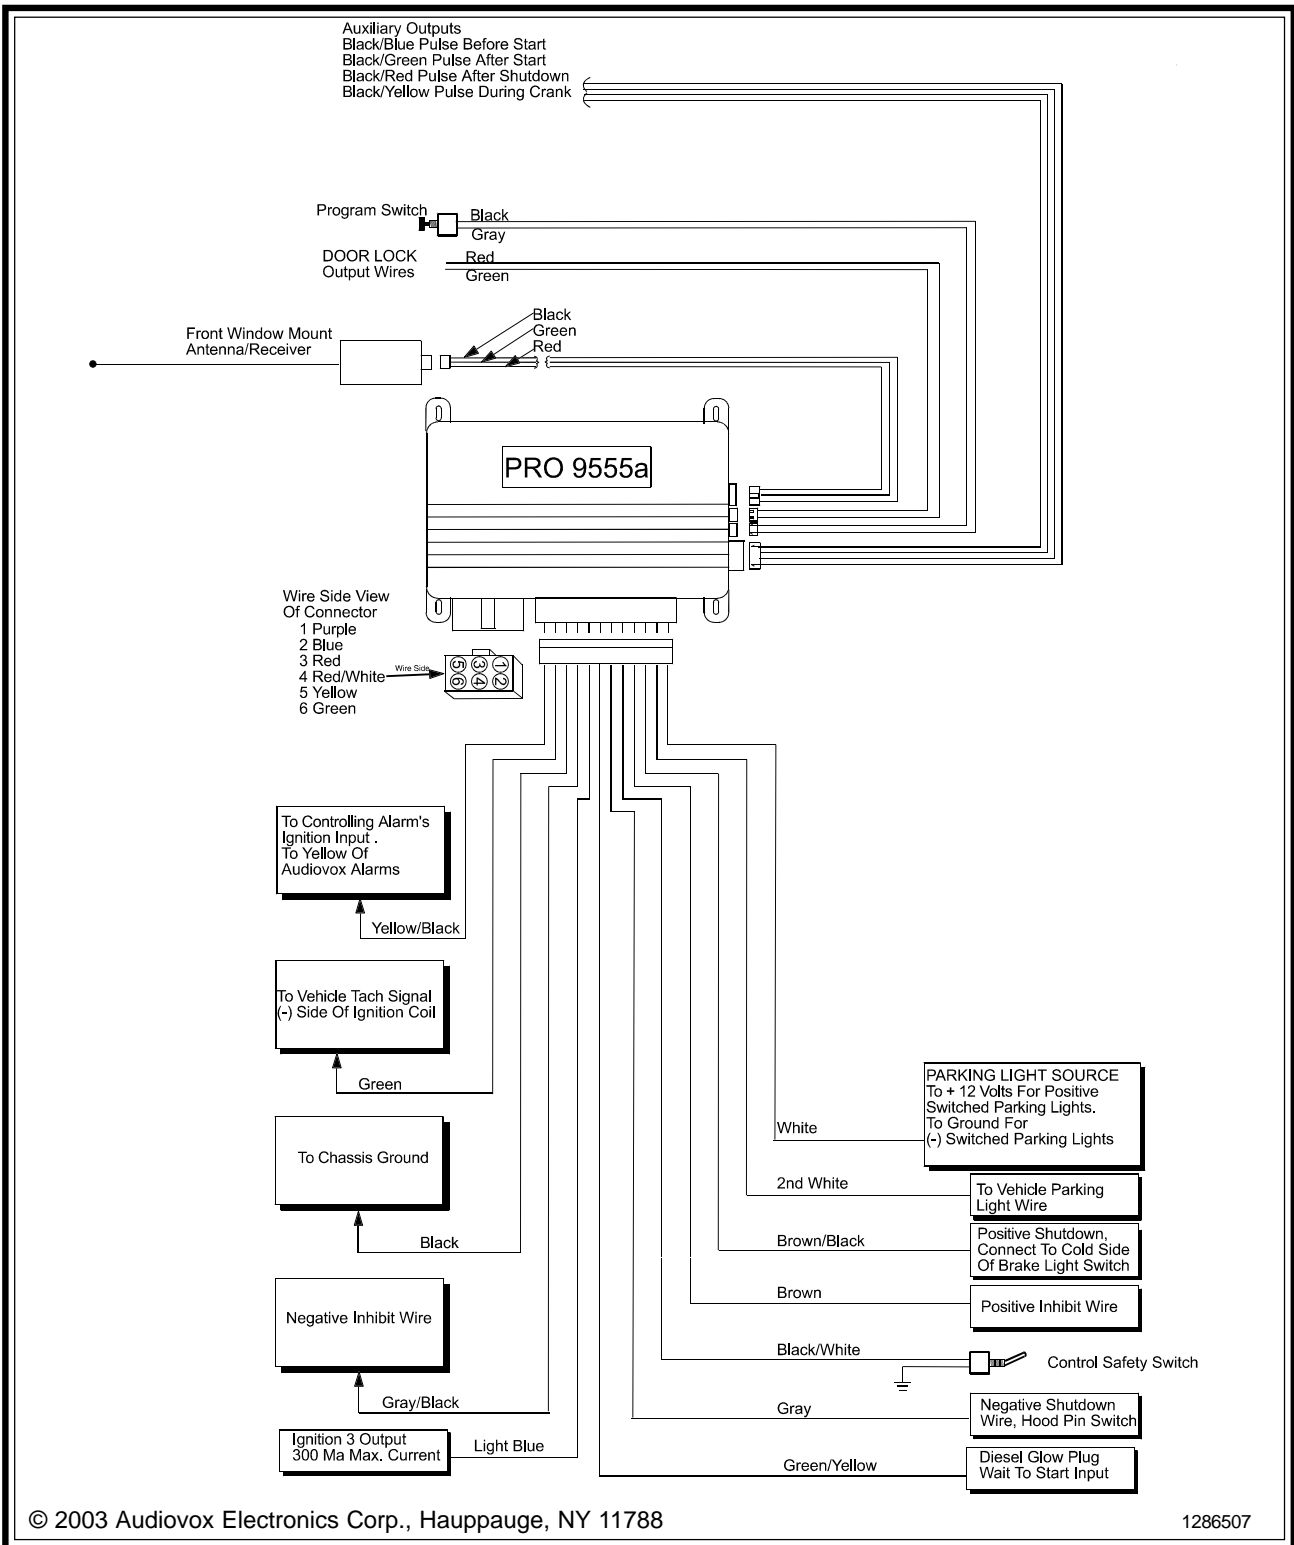 Auxiliary Outputs
Black/Blue Pulse Before Start
Black/Green Pulse After Start
Black/Red Pulse After Shutdown
Black/Yellow Pulse During Crank
Program Switch
Black
Gray
DOOR LOCK
Output Wires
Red
Green
Black
Green
Red
Front Window Mount
Antenna/Receiver
PRO 9555a
Wire Side View
Of Connector
1 Purple
2 Blue
3 Red
4 Red/White
5 Yellow
6 Green
Wire Side
5 3 1
6 4 2
To Controlling Alarm's
Ignition Input .
To Yellow Of
Audiovox Alarms
Yellow/Black
To Vehicle Tach Signal
(-) Side Of Ignition Coil
Green
To Chassis Ground
Black
Negative Inhibit Wire
Gray/Black
Ignition 3 Output
300 Ma Max. Current
Light Blue
PARKING LIGHT SOURCE
To + 12 Volts For Positive
Switched Parking Lights.
To Ground For
(-) Switched Parking Lights
White
2nd White
To Vehicle Parking
Light Wire
Brown/Black
Positive Shutdown,
Connect To Cold Side
Of Brake Light Switch
Brown
Positive Inhibit Wire
Black/White
Control Safety Switch
Gray
Negative Shutdown
Wire, Hood Pin Switch
Green/Yellow
Diesel Glow Plug
Wait To Start Input
© 2003 Audiovox Electronics Corp., Hauppauge, NY 11788
1286507